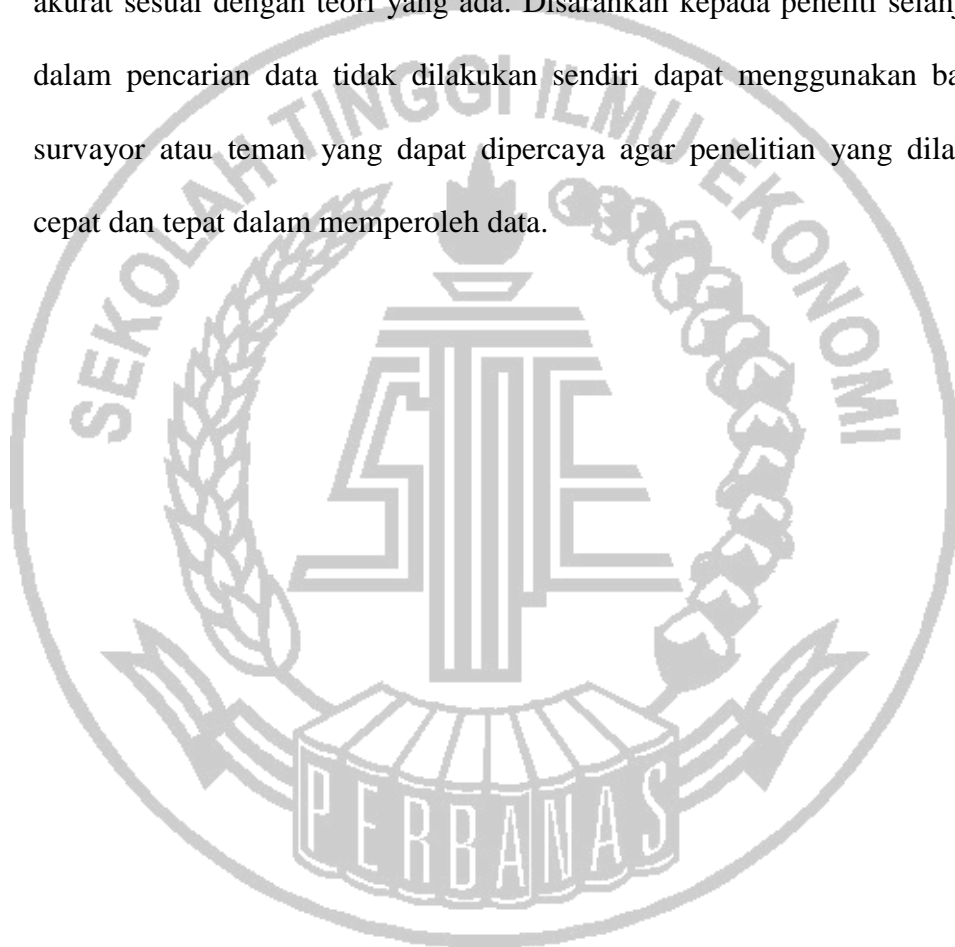 akurat sesuai dengan teori yang ada. Disarankan kepada peneliti
dalam pencarian data tidak dilakukan sendiri dapat menggunakan
survayor atau teman yang dapat dipercaya agar penelitian yang
cepat dan tepat dalam memperoleh data.
SEKOLAH TINGGI ILMU EKONOMI
STIE
PERBANAS